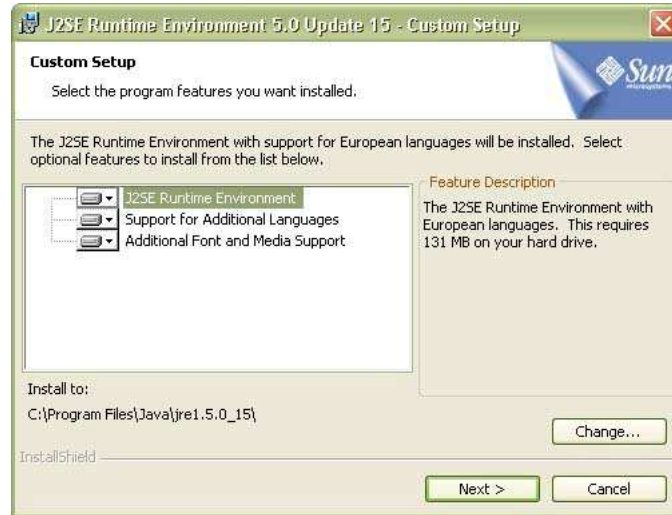 J2SE Runtime Environment 5.0 Update 15 - Custom Setup
Custom Setup
Select the program features you want installed.
Sun
microsystems
The J2SE Runtime Environment with support for European languages will be installed. Select
optional features to install from the list below.
J2SE Runtime Environment
Support for Additional Languages
Additional Font and Media Support
Feature Description
The J2SE Runtime Environment with
European languages. This requires
131 MB on your hard drive.
Install to:
C:\Program Files\Java\jre1.5.0_15\
Change...
InstallShield
Next >
Cancel